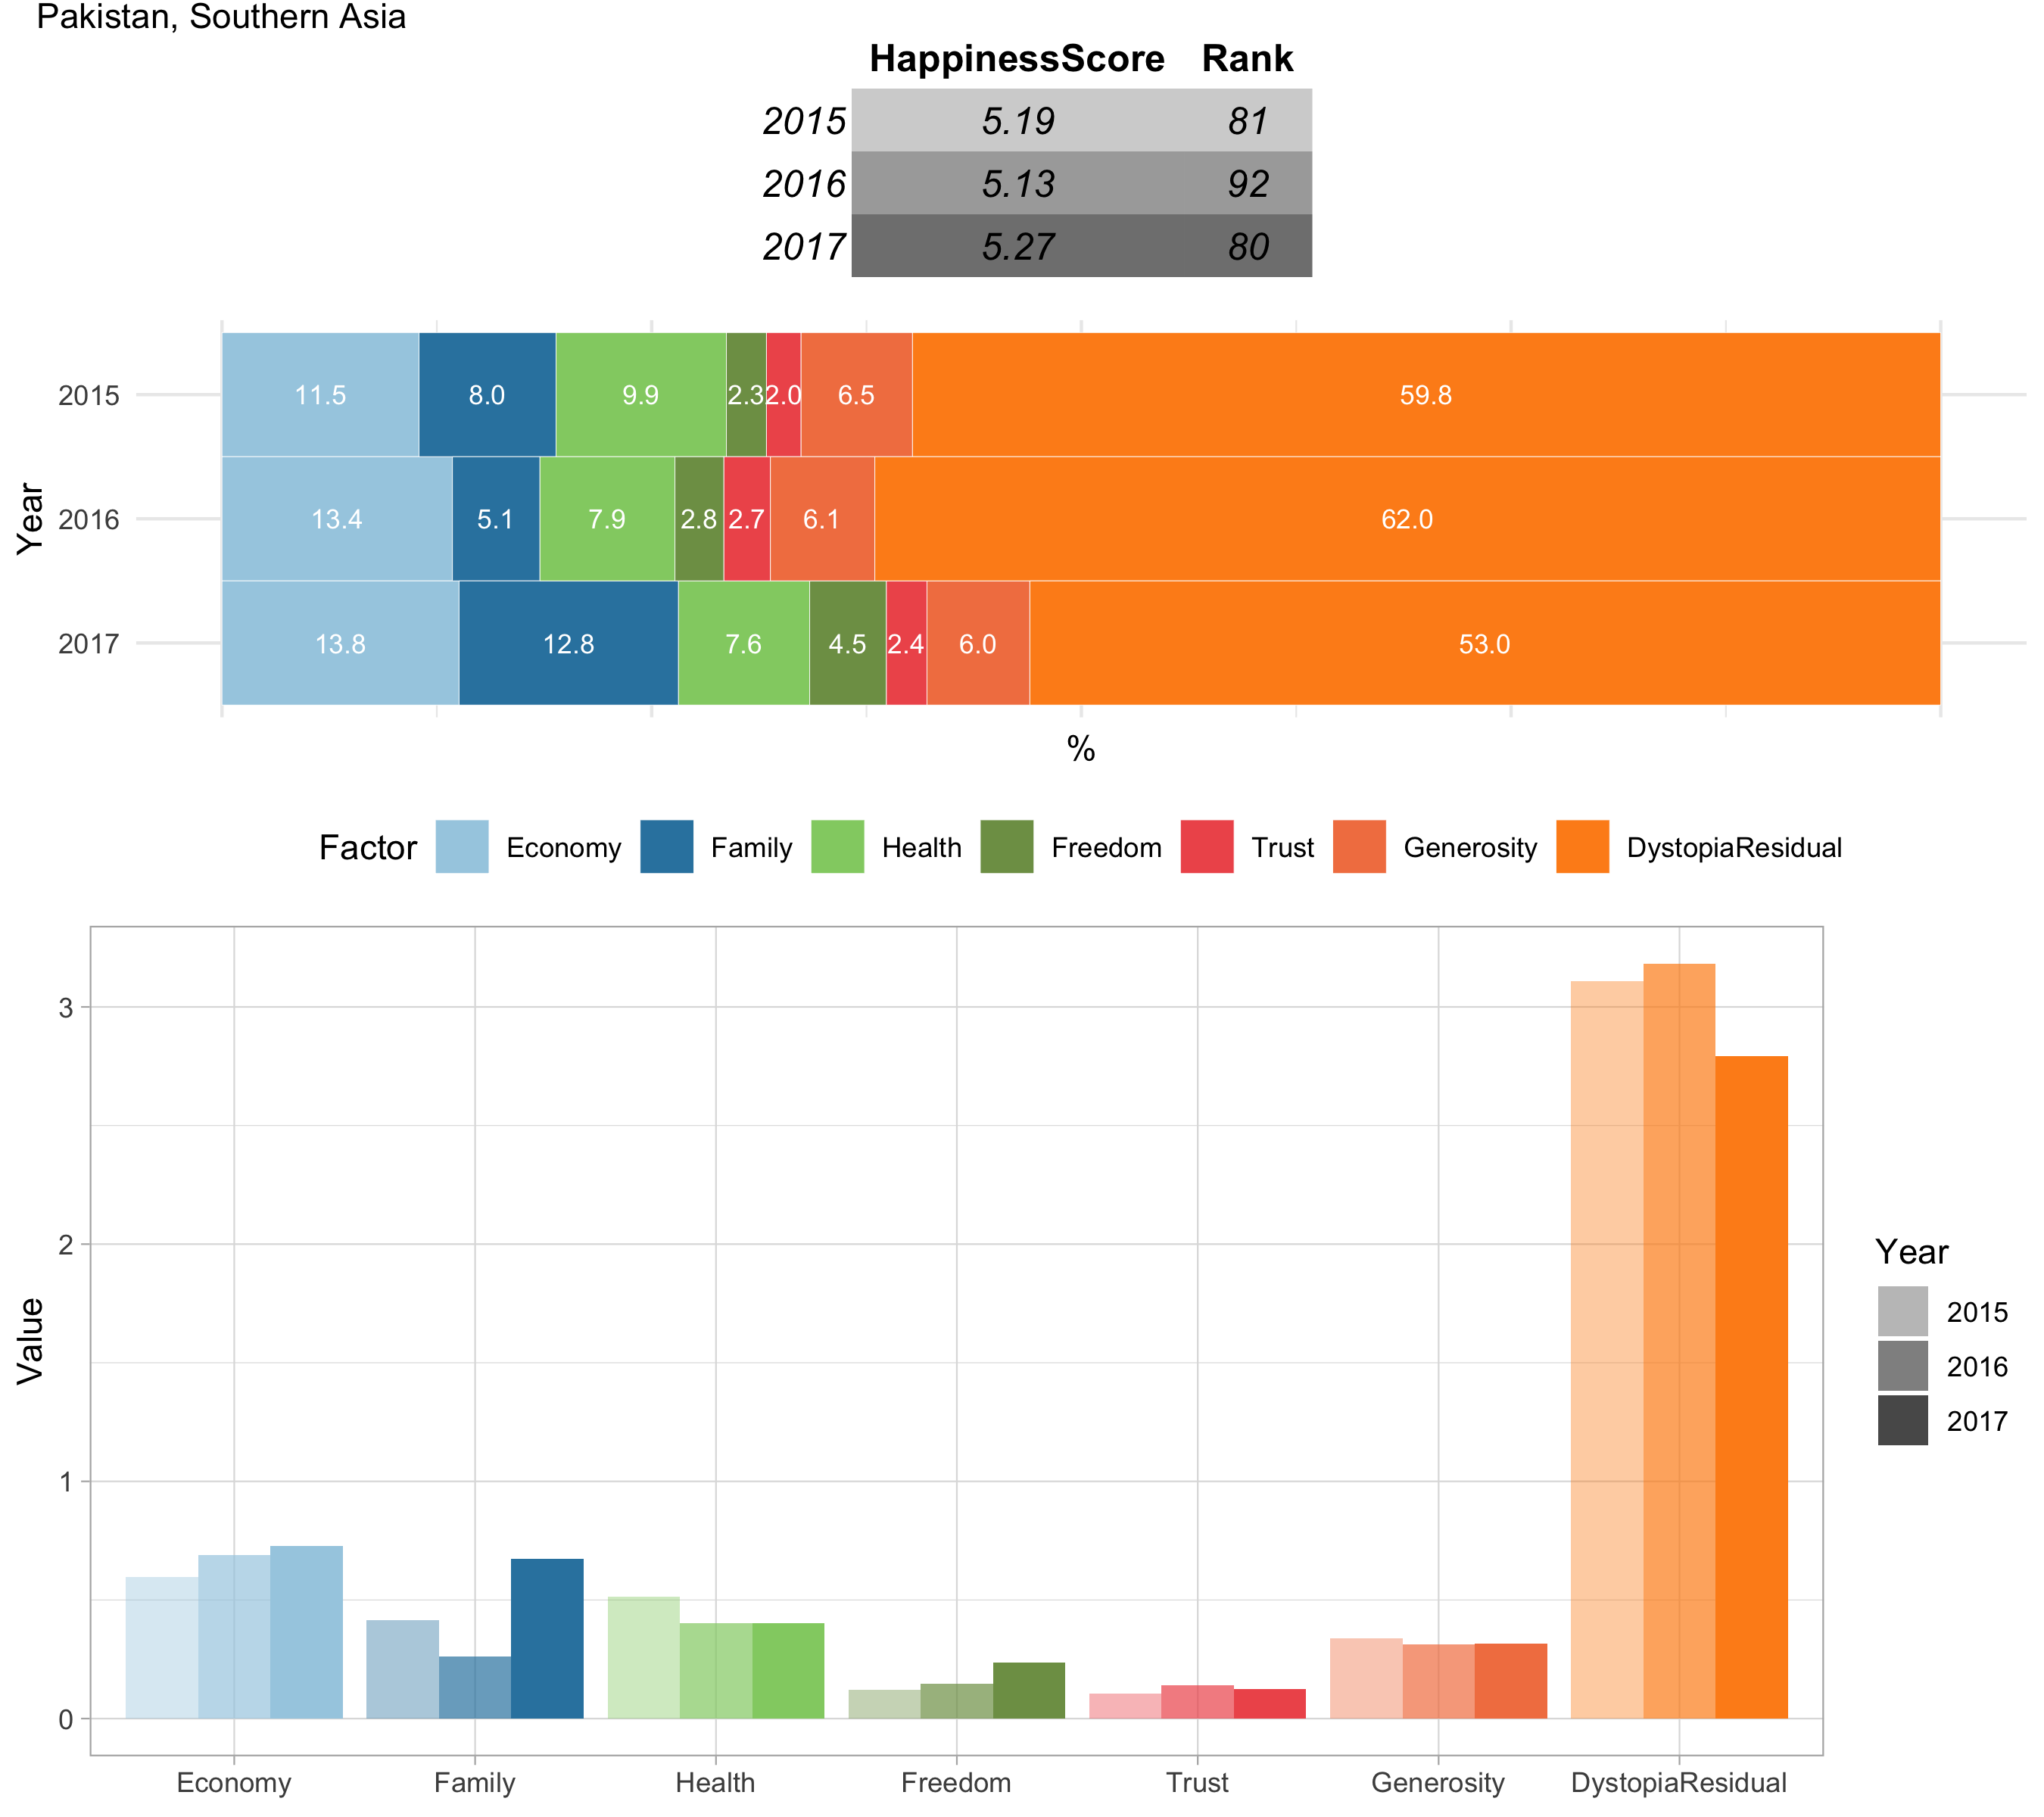 Pakistan, Southern Asia
HappinessScore Rank
2015 5.19 81
2016 5.13 92
2017 5.27 80
2015 11.5 8.0 9.9 2.3 2.0 6.5 59.8
Year
2016 13.4 5.1 7.9 2.8 2.7 6.1 62.0
2017 13.8 12.8 7.6 4.5 2.4 6.0 53.0
%
Factor Economy Family Health Freedom Trust Generosity DystopiaResidual
3
2
1
0
Value
Year
2015
2016
2017
Economy Family Health Freedom Trust Generosity DystopiaResidual